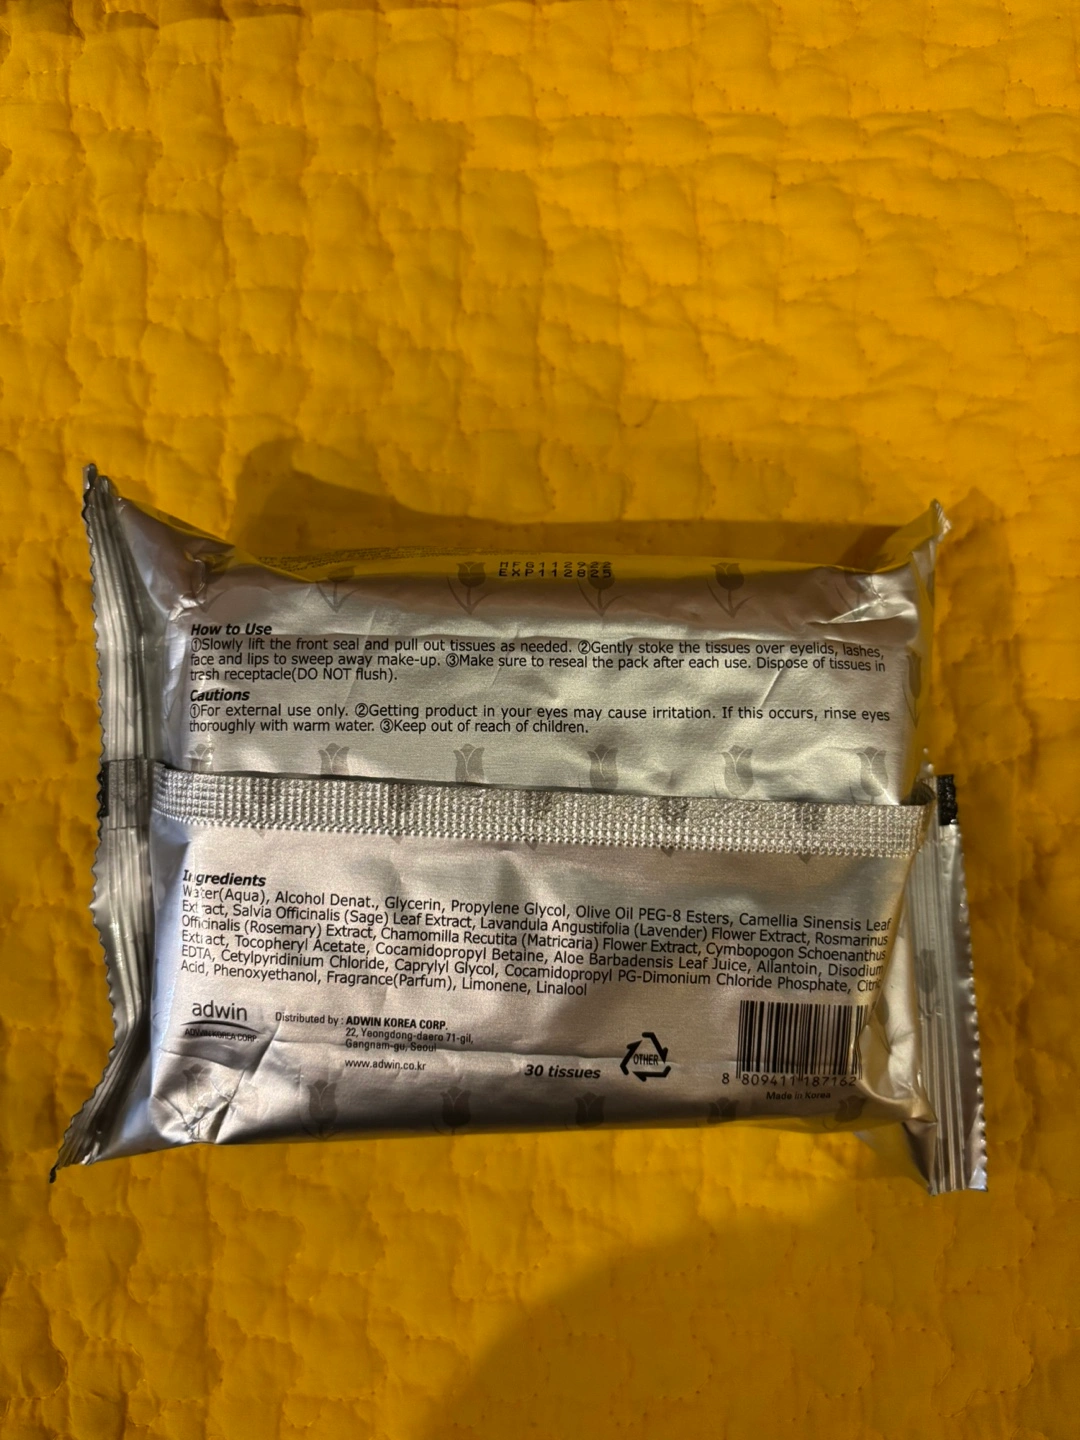 MFG112922
EXP112825
How to Use
①Slowly lift the front seal and pull out tissues as needed. ②Gently stoke the tissues over eyelids, lashes,
face and lips to sweep away make-up. ③Make sure to reseal the pack after each use. Dispose of tissues in
trash receptacle(DO NOT flush).
Cautions
①For external use only. ②Getting product in your eyes may cause irritation. If this occurs, rinse eyes
thoroughly with warm water. ③Keep out of reach of children.
Ingredients
Water(Aqua), Alcohol Denat., Glycerin, Propylene Glycol, Olive Oil PEG-8 Esters, Camellia Sinensis Leaf
Extract, Salvia Officinalis (Sage) Leaf Extract, Lavandula Angustifolia (Lavender) Flower Extract, Rosmarinus
Officinalis (Rosemary) Extract, Chamomilla Recutita (Matricaria) Flower Extract, Cymbopogon Schoenanthus
Extract, Tocopheryl Acetate, Cocamidopropyl Betaine, Aloe Barbadensis Leaf Juice, Allantoin, Disodium
EDTA, Cetylpyridinium Chloride, Caprylyl Glycol, Cocamidopropyl PG-Dimonium Chloride Phosphate, Citric
Acid, Phenoxyethanol, Fragrance(Parfum), Limonene, Linalool
adwin
ADWIN KOREA CORP
Distributed by : ADWIN KOREA CORP.
22, Yeongdong-daero 71-gil,
Gangnam-gu, Seoul
www.adwin.co.kr
30 tissues
OTHER
8 809411 187162
Made in Korea